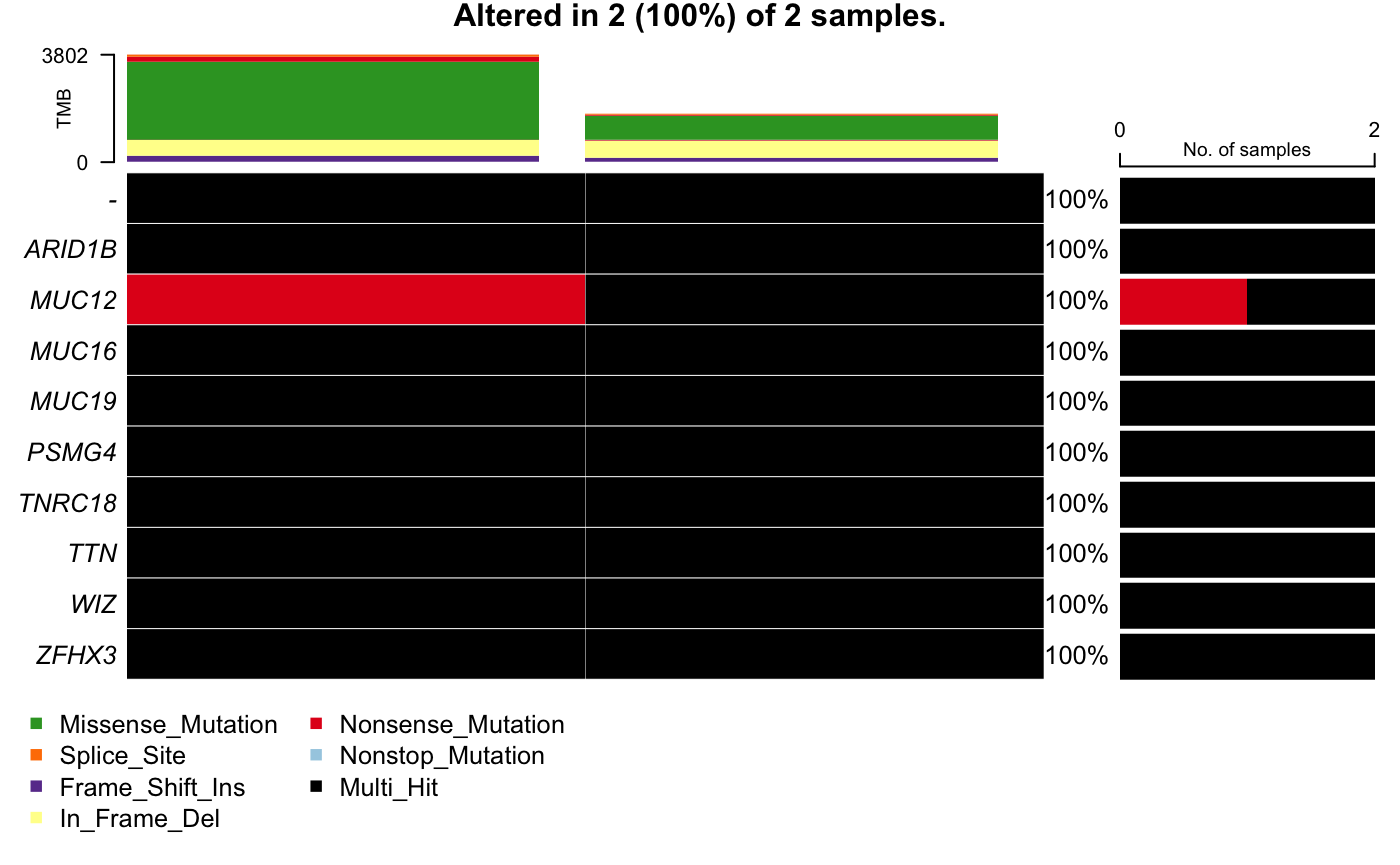 Altered in 2 (100%) of 2 samples.
3802
TMB
0
0 2
No. of samples
- 100%
ARID1B 100%
MUC12 100%
MUC16 100%
MUC19 100%
PSMG4 100%
TNRC18 100%
TTN 100%
WIZ 100%
ZFHX3 100%
Missense_Mutation Nonsense_Mutation
Splice_Site Nonstop_Mutation
Frame_Shift_Ins Multi_Hit
In_Frame_Del